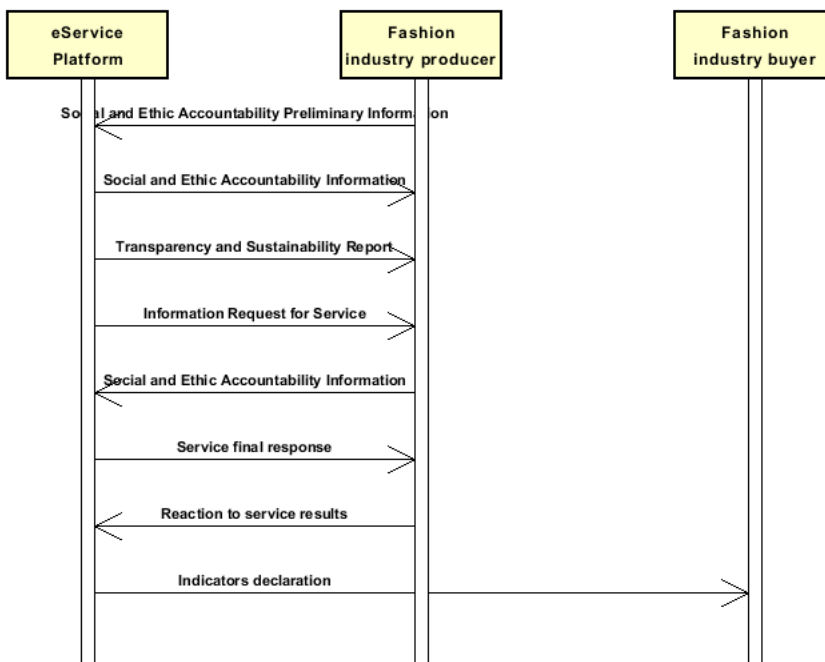 eService
Platform
Fashion
industry producer
Fashion
industry buyer
Social and Ethic Accountability Preliminary Information
Social and Ethic Accountability Information
Transparency and Sustainability Report
Information Request for Service
Social and Ethic Accountability Information
Service final response
Reaction to service results
Indicators declaration